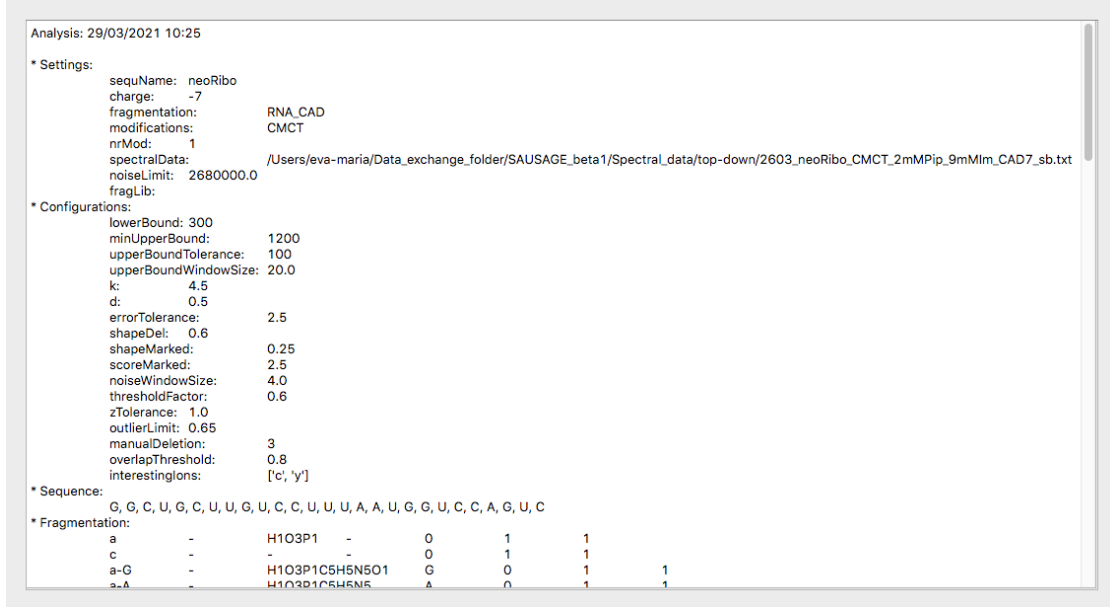 Analysis: 29/03/2021 10:25
* Settings:
sequName: neoRibo
charge: -7
fragmentation: RNA_CAD
modifications: CMCT
nrMod: 1
spectralData: /Users/eva-maria/Data_exchange_folder/SAUSAGE_beta1/Spectral_data/top-down/2603_neoRibo_CMCT_2mMPip_9mMIm_CAD7_sb.txt
noiseLimit: 2680000.0
fragLib:
* Configurations:
lowerBound: 300
minUpperBound: 1200
upperBoundTolerance: 100
upperBoundWindowSize: 20.0
k: 4.5
d: 0.5
errorTolerance: 2.5
shapeDel: 0.6
shapeMarked: 0.25
scoreMarked: 2.5
noiseWindowSize: 4.0
thresholdFactor: 0.6
zTolerance: 1.0
outlierLimit: 0.65
manualDeletion: 3
overlapThreshold: 0.8
interestingIons: ['c', 'y']
* Sequence:
G, G, C, U, G, C, U, U, G, U, C, C, U, U, U, A, A, U, G, G, U, C, C, A, G, U, C
* Fragmentation:
a - H1O3P1 - 0 1 1
c - - - 0 1 1
a-G - H1O3P1C5H5N5O1 G 0 1 1
a-A - H1O3P1C5H5N5 A 0 1 1